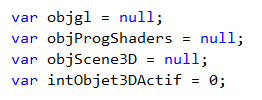 var objgl = null;
var objProgShaders = null;
var objScene3D = null;
var intObjet3DActif = 0;